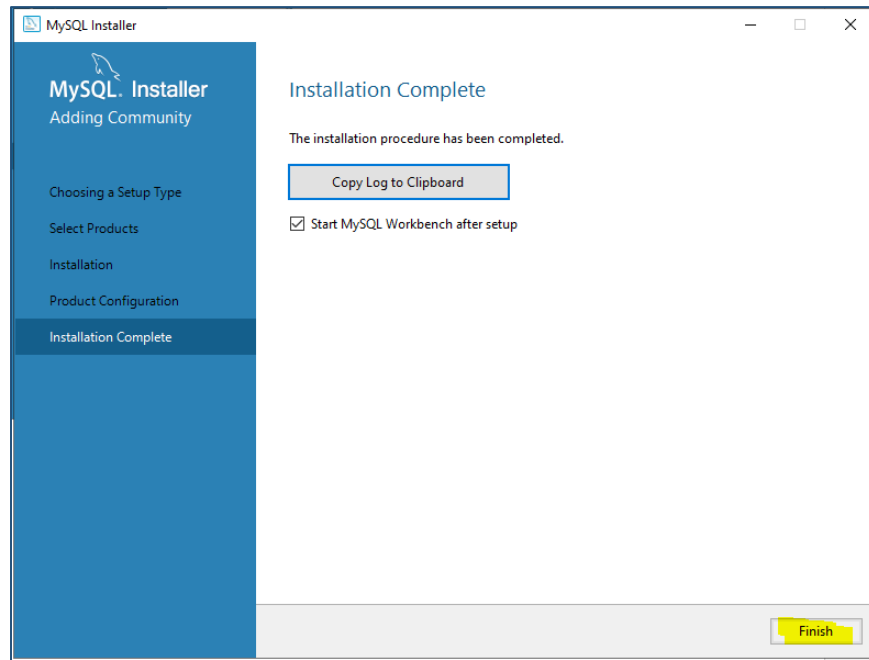 MySQL Installer
MySQL. Installer
Adding Community
Choosing a Setup Type
Select Products
Installation
Product Configuration
Installation Complete
Installation Complete
The installation procedure has been completed.
Copy Log to Clipboard
Start MySQL Workbench after setup
Finish